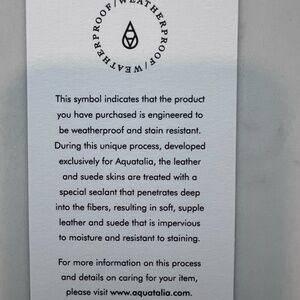 WEATHERPROOF/WEATHERPROOF/
This symbol indicates that the product
you have purchased is engineered to
be weatherproof and stain resistant.
During this unique process, developed
exclusively for Aquatalia, the leather
and suede skins are treated with a
special sealant that penetrates deep
into the fibers, resulting in soft, supple
leather and suede that is impervious
to moisture and resistant to staining.
For more information on this process
and details on caring for your item,
please visit www.aquatalia.com.